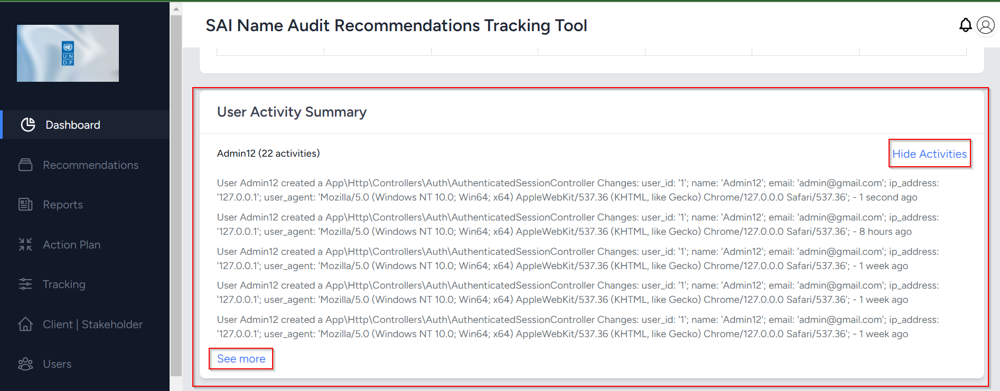 SAI Name Audit Recommendations Tracking Tool
UN
DP
Dashboard
Recommendations
Reports
Action Plan
Tracking
Client | Stakeholder
Users
User Activity Summary
Admin12 (22 activities)
Hide Activities
User Admin12 created a App\Http\Controllers\Auth\AuthenticatedSessionController Changes: user_id: '1'; name: 'Admin12'; email: 'admin@gmail.com'; ip_address:
'127.0.0.1'; user_agent: 'Mozilla/5.0 (Windows NT 10.0; Win64; x64) AppleWebKit/537.36 (KHTML, like Gecko) Chrome/127.0.0.0 Safari/537.36'; - 1 second ago
User Admin12 created a App\Http\Controllers\Auth\AuthenticatedSessionController Changes: user_id: '1'; name: 'Admin12'; email: 'admin@gmail.com'; ip_address:
'127.0.0.1'; user_agent: 'Mozilla/5.0 (Windows NT 10.0; Win64; x64) AppleWebKit/537.36 (KHTML, like Gecko) Chrome/127.0.0.0 Safari/537.36'; - 8 hours ago
User Admin12 created a App\Http\Controllers\Auth\AuthenticatedSessionController Changes: user_id: '1'; name: 'Admin12'; email: 'admin@gmail.com'; ip_address:
'127.0.0.1'; user_agent: 'Mozilla/5.0 (Windows NT 10.0; Win64; x64) AppleWebKit/537.36 (KHTML, like Gecko) Chrome/127.0.0.0 Safari/537.36'; - 1 week ago
User Admin12 created a App\Http\Controllers\Auth\AuthenticatedSessionController Changes: user_id: '1'; name: 'Admin12'; email: 'admin@gmail.com'; ip_address:
'127.0.0.1'; user_agent: 'Mozilla/5.0 (Windows NT 10.0; Win64; x64) AppleWebKit/537.36 (KHTML, like Gecko) Chrome/127.0.0.0 Safari/537.36'; - 1 week ago
User Admin12 created a App\Http\Controllers\Auth\AuthenticatedSessionController Changes: user_id: '1'; name: 'Admin12'; email: 'admin@gmail.com'; ip_address:
'127.0.0.1'; user_agent: 'Mozilla/5.0 (Windows NT 10.0; Win64; x64) AppleWebKit/537.36 (KHTML, like Gecko) Chrome/127.0.0.0 Safari/537.36'; - 1 week ago
See more